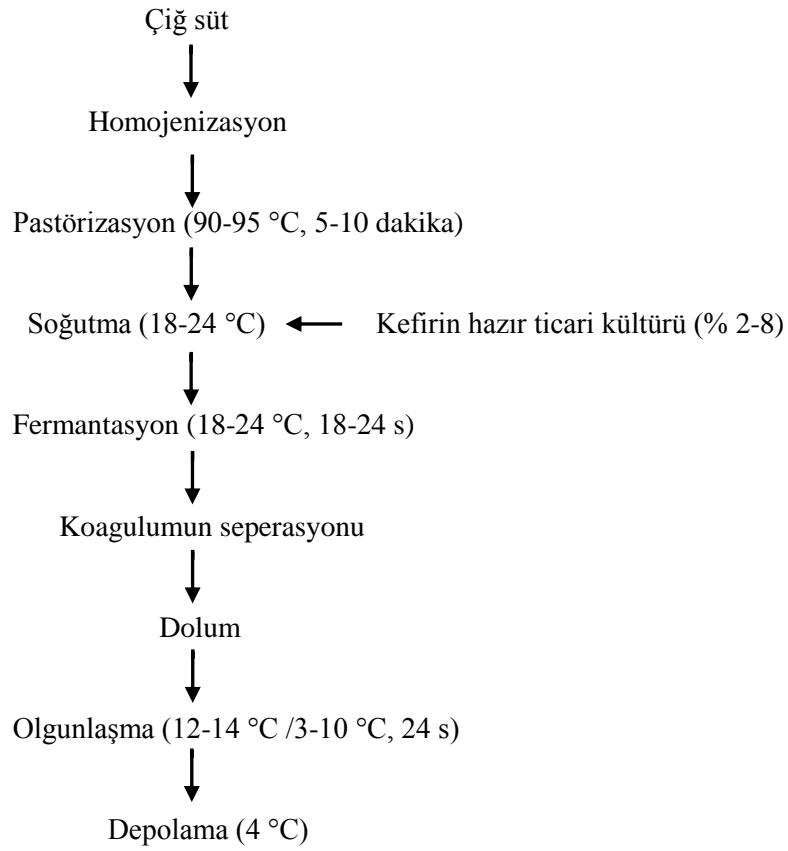 Çiğ süt
Homojenizasyon
Pastörizasyon (90-95 °C, 5-10 dakika)
Soğutma (18-24 °C)
Kefirin hazır ticari kültürü (% 2-8)
Fermantasyon (18-24 °C, 18-24 s)
Koagulumun seperasyonu
Dolum
Olgunlaşma (12-14 °C /3-10 °C, 24 s)
Depolama (4 °C)